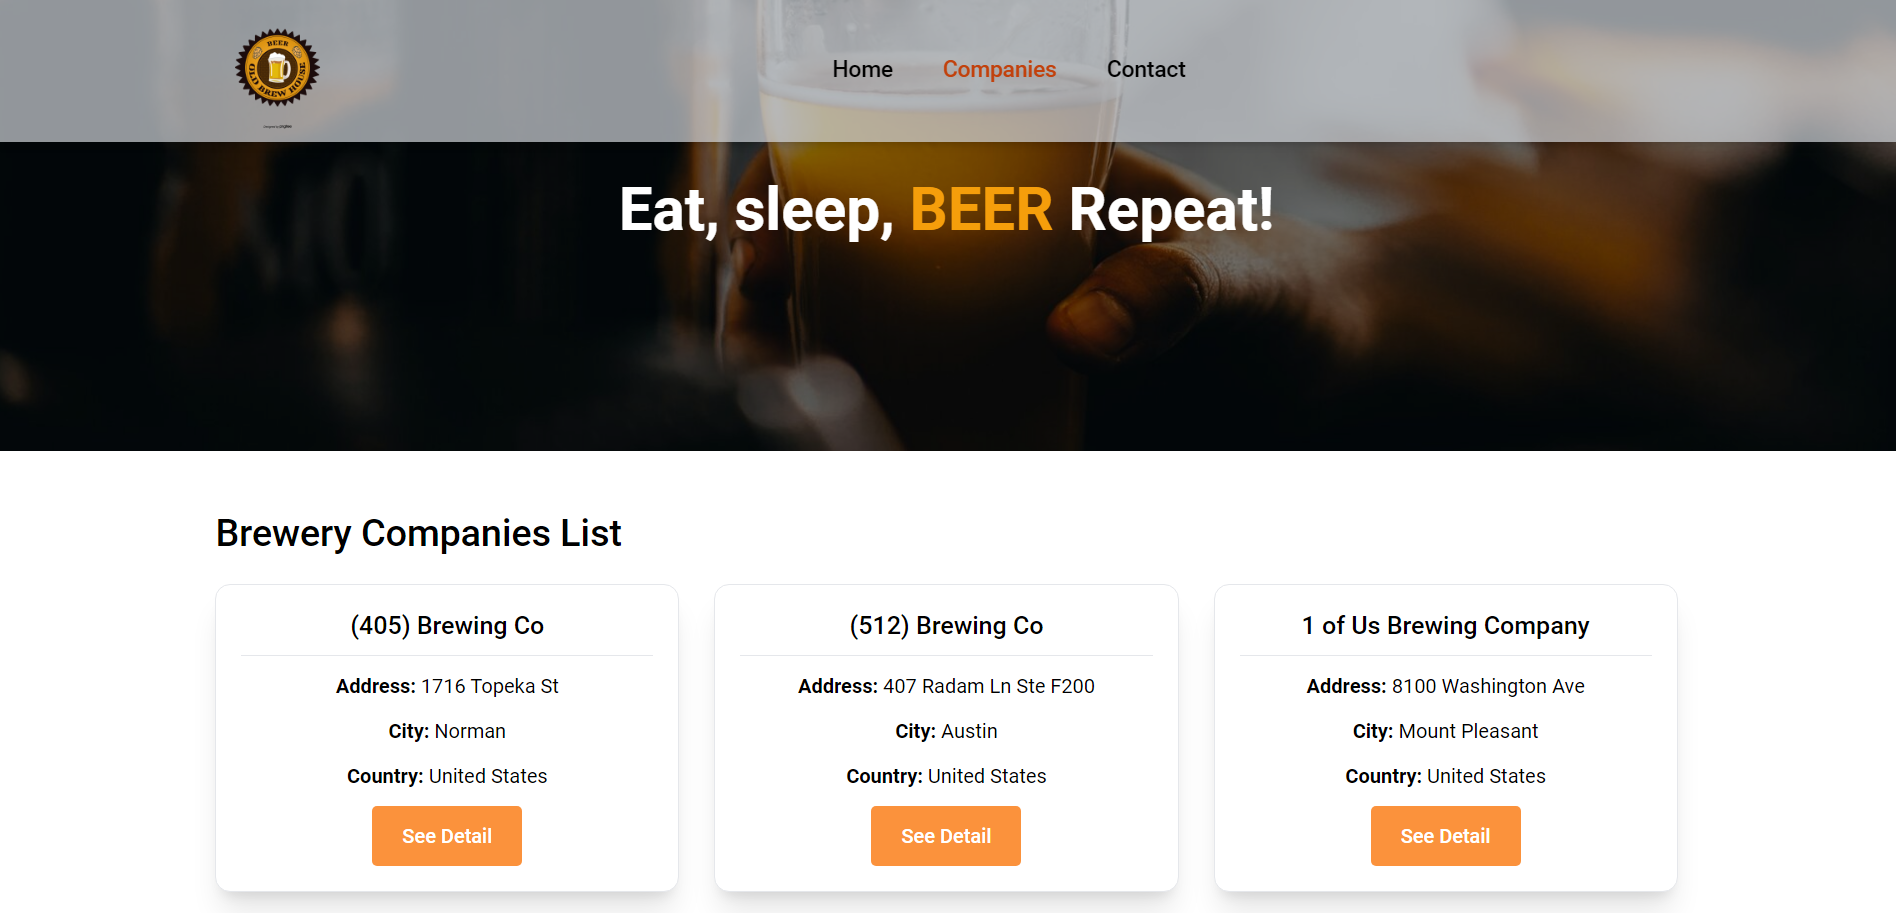 BEER
OLD BREW HOUSE
Home
Companies
Contact
Eat, sleep, BEER Repeat!
Brewery Companies List
(405) Brewing Co
Address: 1716 Topeka St
City: Norman
Country: United States
See Detail
(512) Brewing Co
Address: 407 Radam Ln Ste F200
City: Austin
Country: United States
See Detail
1 of Us Brewing Company
Address: 8100 Washington Ave
City: Mount Pleasant
Country: United States
See Detail